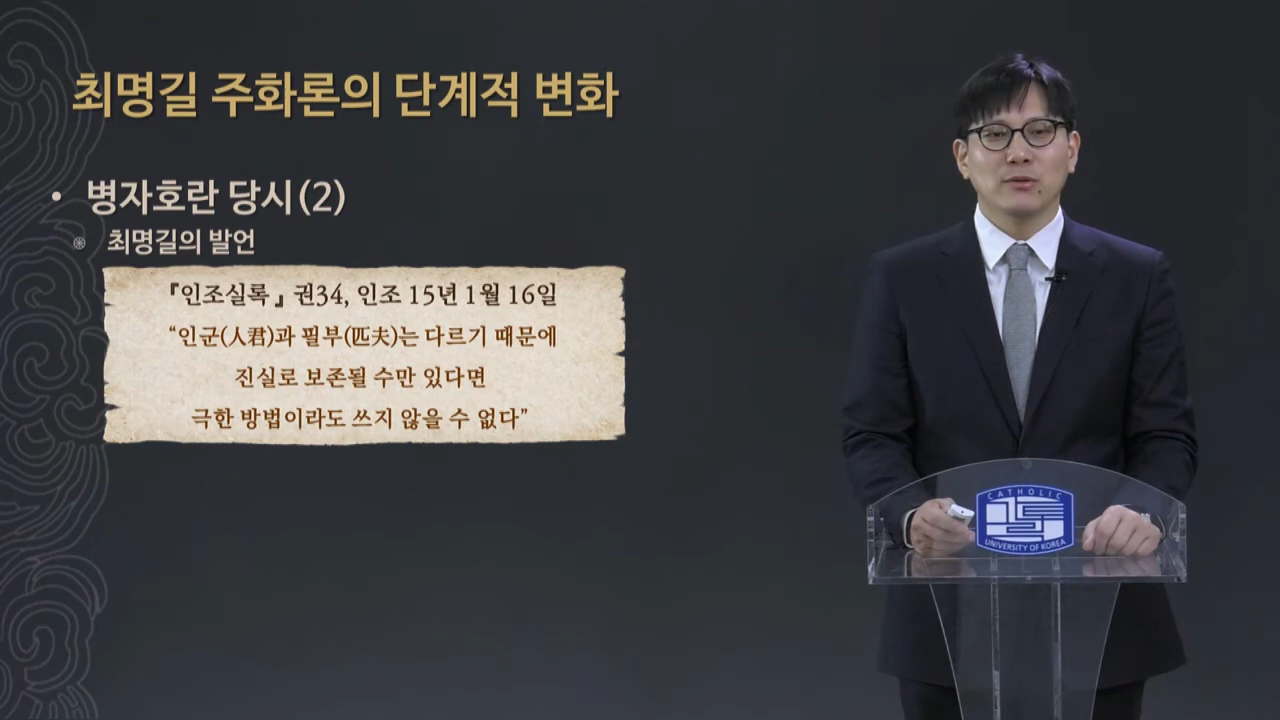 최명길 주화론의 단계적 변화
• 병자호란 당시(2)
최명길의 발언
『인조실록』 권34, 인조 15년 1월 16일
“인군(人君)과 필부(匹夫)는 다르기 때문에
진실로 보존될 수만 있다면
극한 방법이라도 쓰지 않을 수 없다”
CATHOLIC
가톨릭
UNIVERSITY OF KOREA